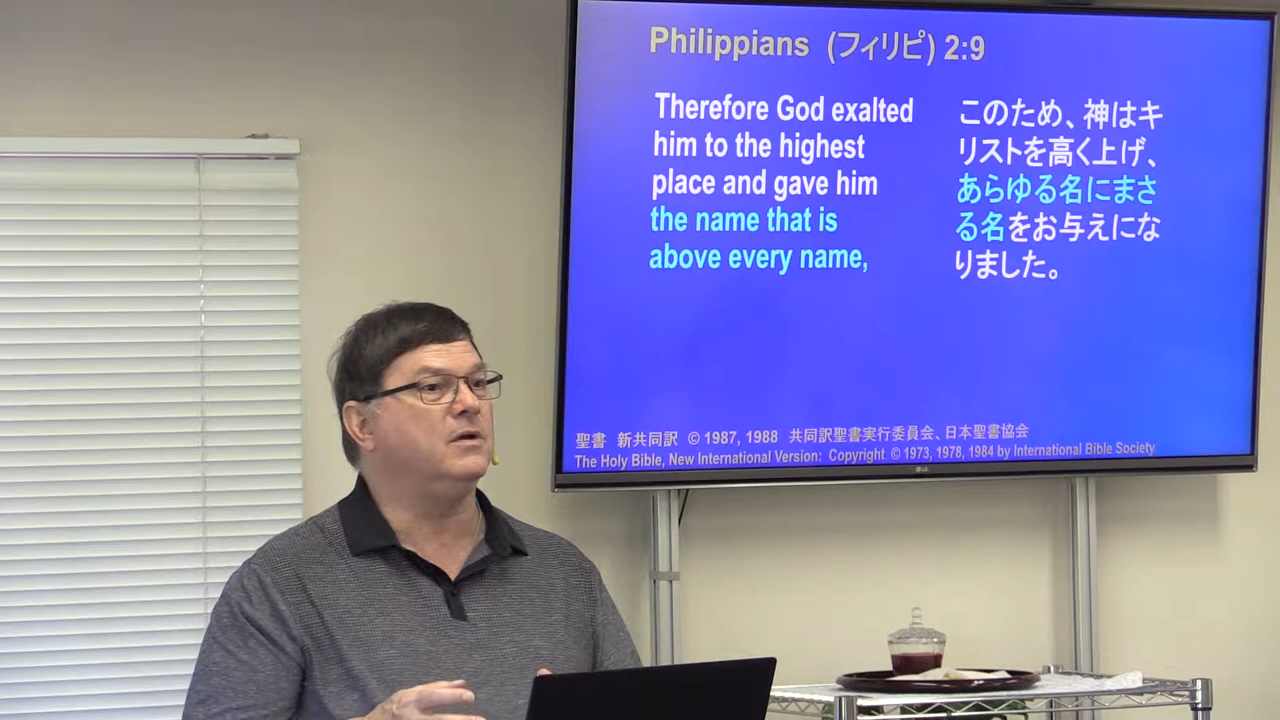 Philippians (フィリピ) 2:9
Therefore God exalted
him to the highest
place and gave him
the name that is
above every name,
このため、神はキ
リストを高く上げ、
あらゆる名にまさ
る名をお与えにな
りました。
聖書 新共同訳 © 1987, 1988 共同訳聖書実行委員会、日本聖書協会
The Holy Bible, New International Version: Copyright © 1973, 1978, 1984 by International Bible Society
LG